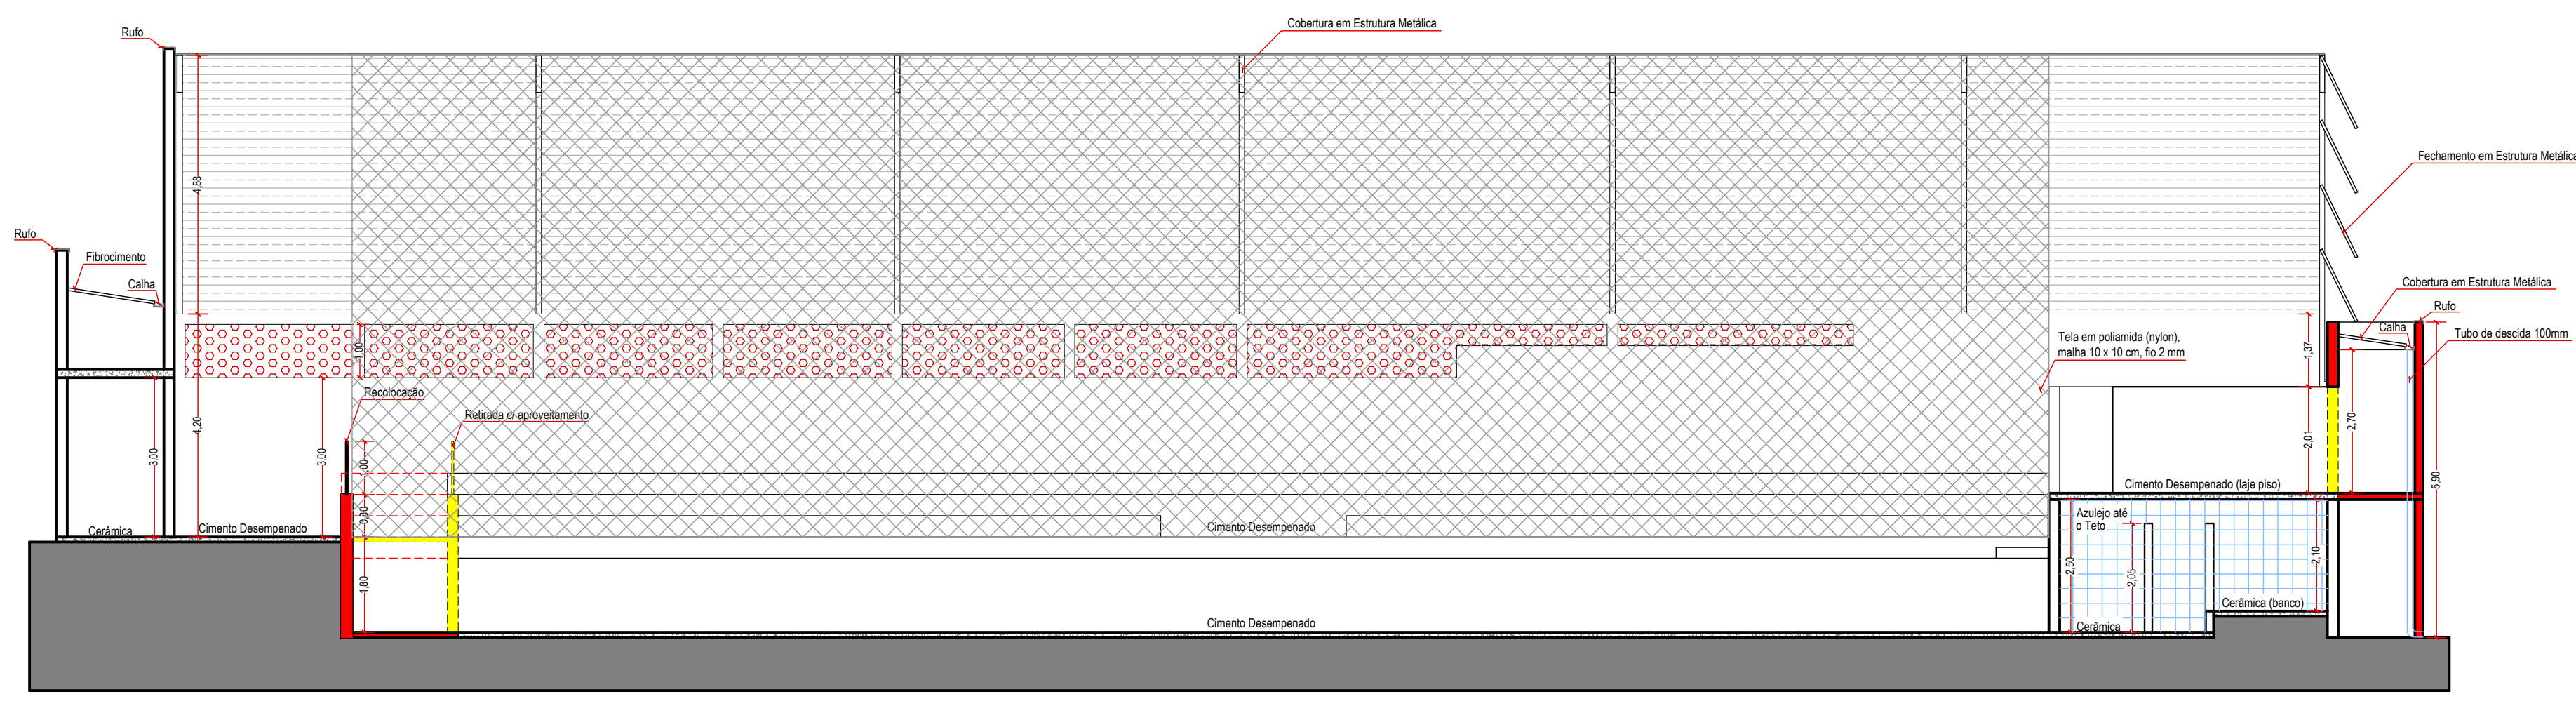 Cobertura em Estrutura Metálica
Rufo
Fechamento em Estrutura Metálica
4,88
Rufo
Fibrocimento
Calha
Cobertura em Estrutura Metálica
Rufo
Calha
Tubo de descida 100mm
Tela em poliamida (nylon),
malha 10 x 10 cm, fio 2 mm
1,00
1,37
Recolocação
Retirada c/ aproveitamento
4,20
3,00
3,00
1,00
2,01
2,70
5,90
Cimento Desempenado (laje piso)
0,80
Azulejo até
o Teto
Cerâmica
Cimento Desempenado
Cimento Desempenado
1,80
2,50
2,05
2,10
Cerâmica (banco)
Cimento Desempenado
Cerâmica